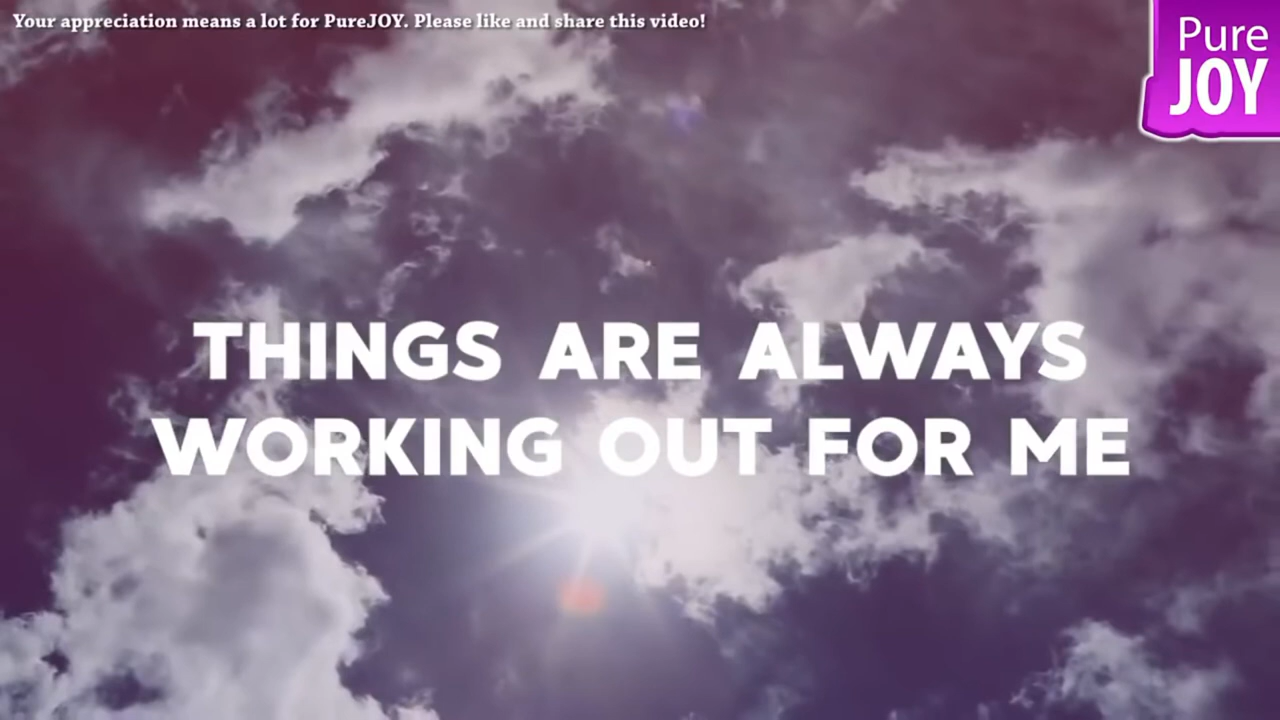 Your appreciation means a lot for PureJOY. Please like and share this video!
Pure
JOY
THINGS ARE ALWAYS
WORKING OUT FOR ME